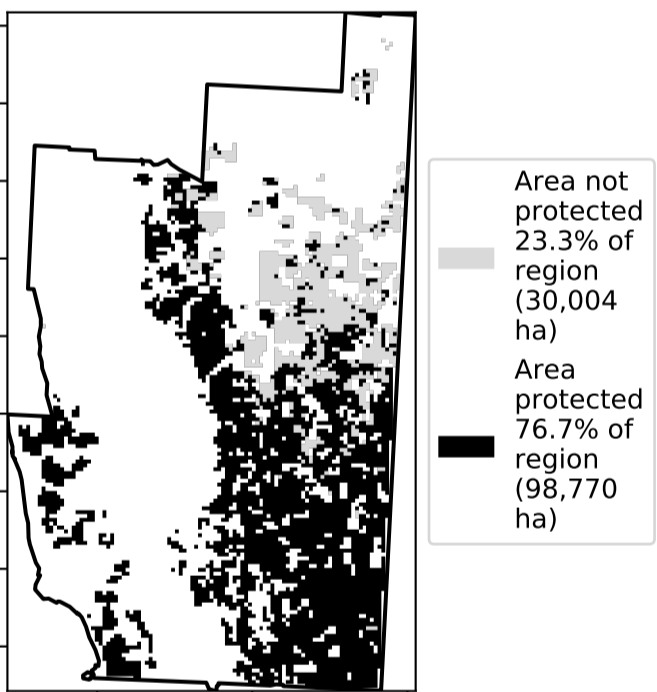 Area not
protected
23.3% of
region
(30,004
ha)
Area
protected
76.7% of
region
(98,770
ha)